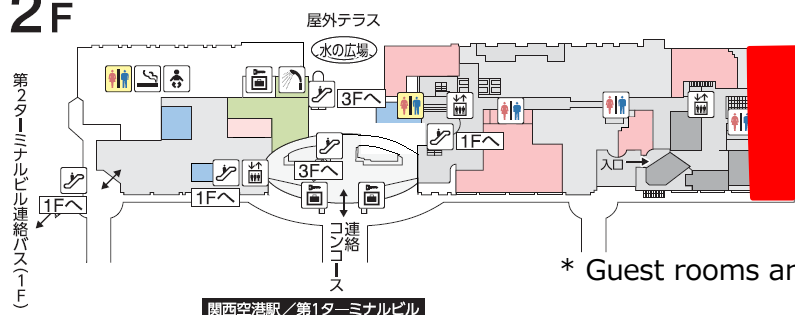 2F
屋外テラス
水の広場
3Fへ
1Fへ
3Fへ
入口
1Fへ
1Fへ
第2ターミナルビル連絡バス(1F)
連絡
コンコース
* Guest rooms ar
関西空港駅/第1ターミナルビル